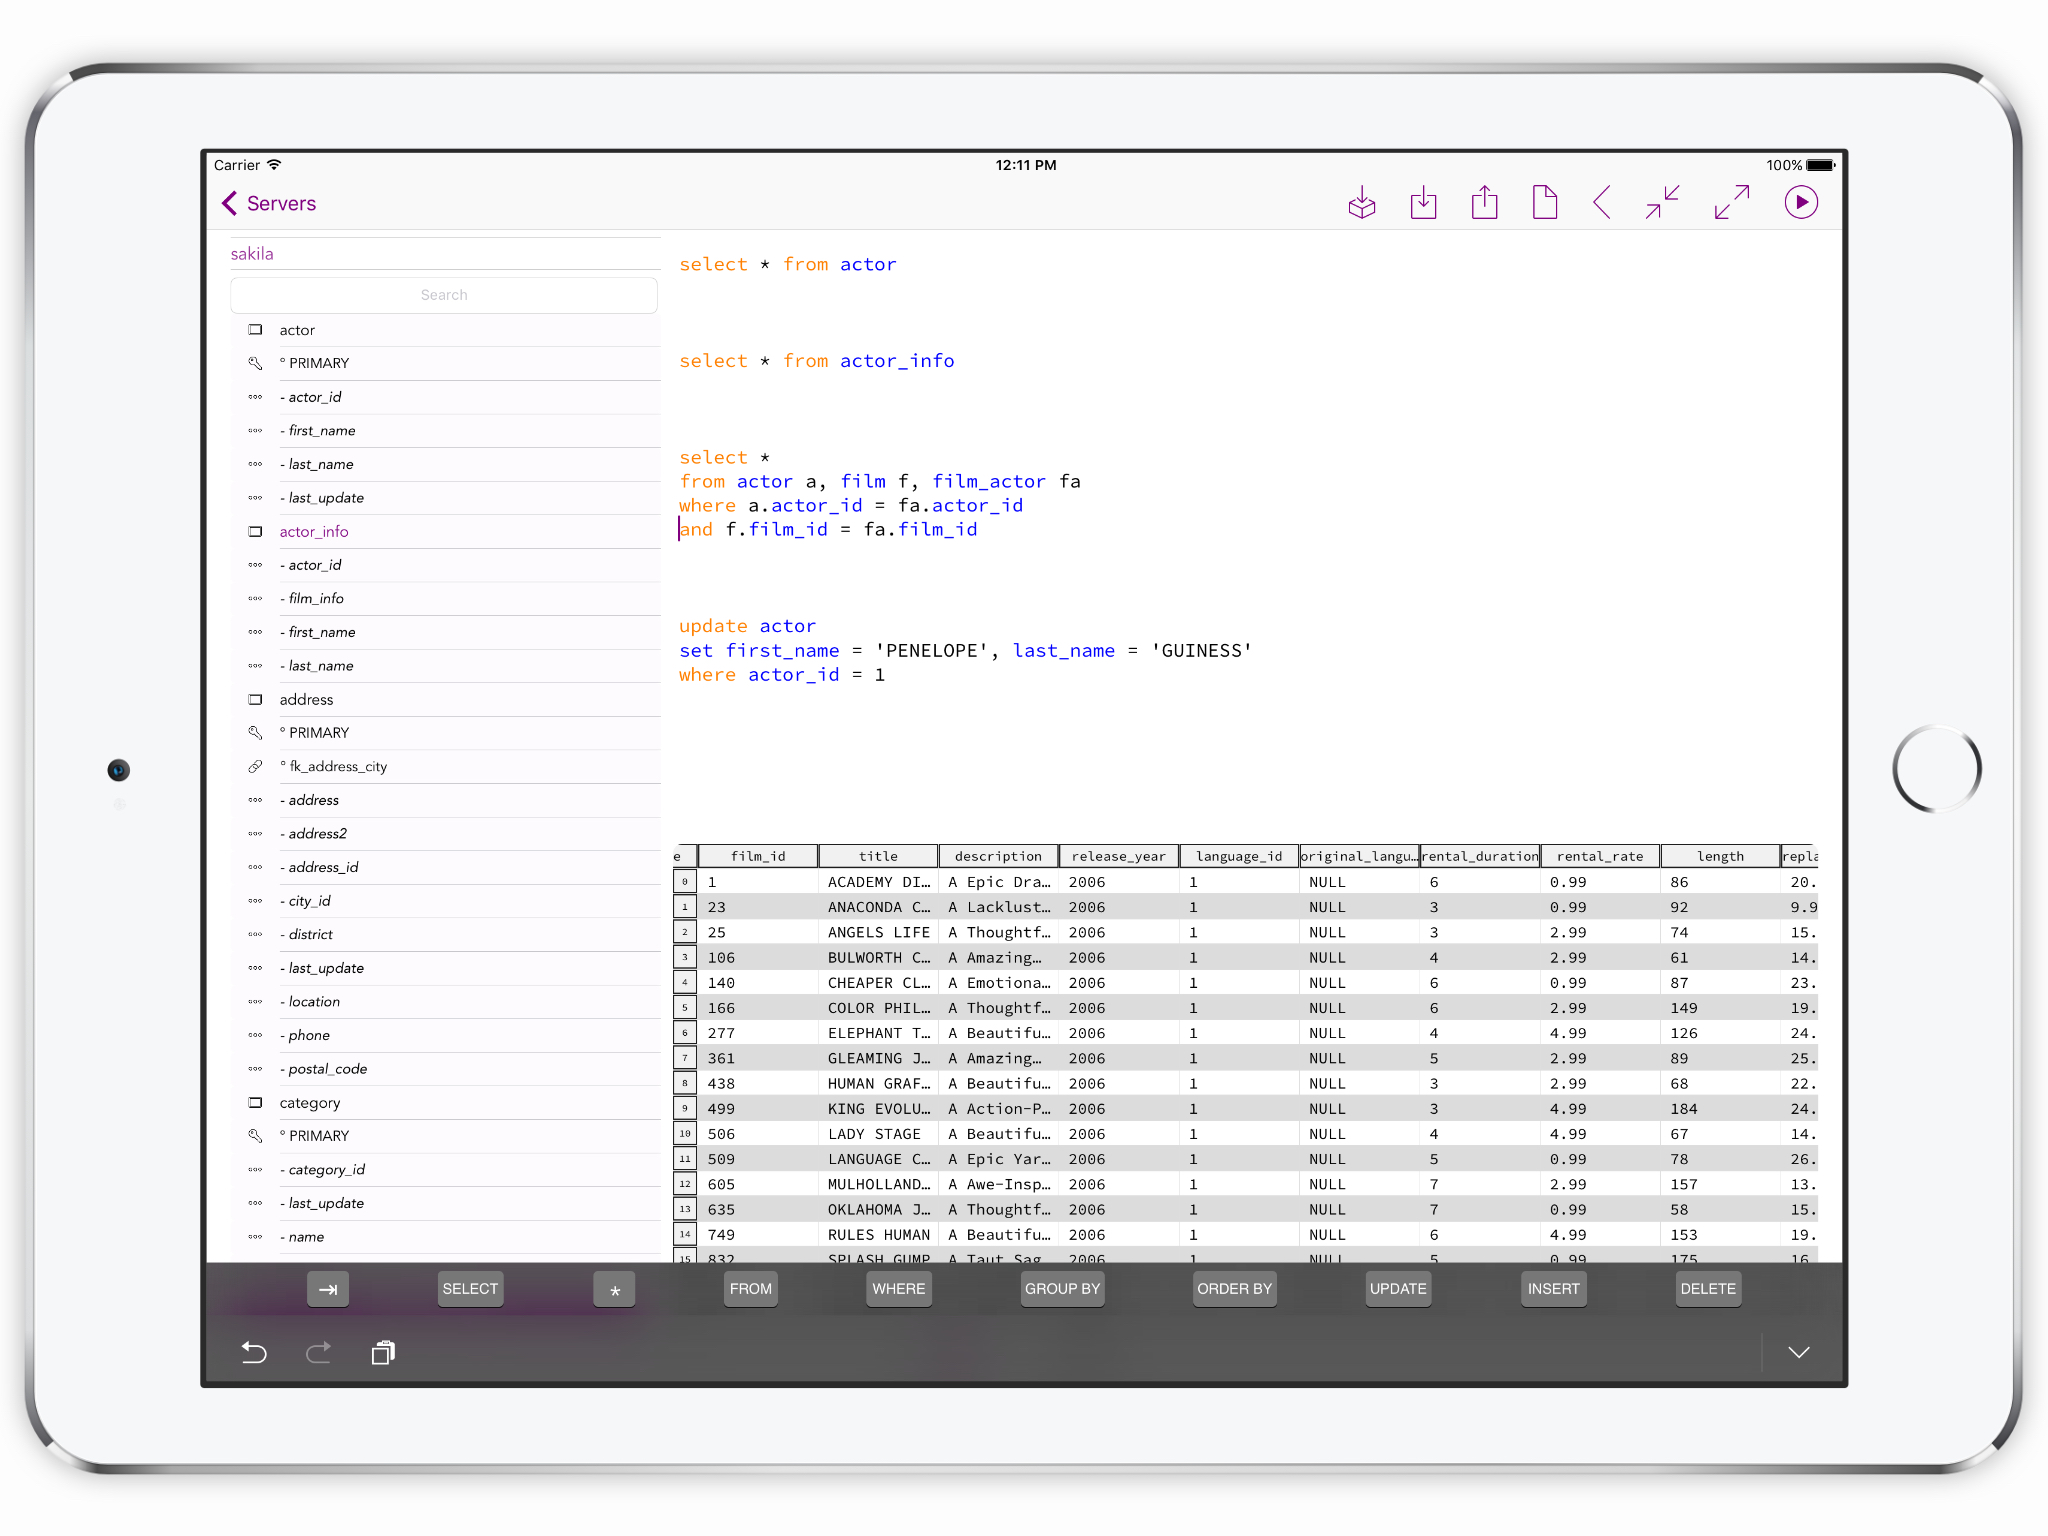 Carrier 12:11 PM 100%
Servers
sakila
Search
actor
° PRIMARY
- actor_id
- first_name
- last_name
- last_update
actor_info
- actor_id
- film_info
- first_name
- last_name
address
° PRIMARY
° fk_address_city
- address
- address2
- address_id
- city_id
- district
- last_update
- location
- phone
- postal_code
category
° PRIMARY
- category_id
- last_update
- name
select * from actor
select * from actor_info
select *
from actor a, film f, film_actor fa
where a.actor_id = fa.actor_id
and f.film_id = fa.film_id
update actor
set first_name = 'PENELOPE', last_name = 'GUINESS'
where actor_id = 1
e film_id title description release_year language_id original_langu… rental_duration rental_rate length repla
0 1 ACADEMY DI… A Epic Dra… 2006 1 NULL 6 0.99 86 20.
1 23 ANACONDA C… A Lacklust… 2006 1 NULL 3 0.99 92 9.9
2 25 ANGELS LIFE A Thoughtf… 2006 1 NULL 3 2.99 74 15.
3 106 BULWORTH C… A Amazing… 2006 1 NULL 4 2.99 61 14.
4 140 CHEAPER CL… A Emotiona… 2006 1 NULL 6 0.99 87 23.
5 166 COLOR PHIL… A Thoughtf… 2006 1 NULL 6 2.99 149 19.
6 277 ELEPHANT T… A Beautifu… 2006 1 NULL 4 4.99 126 24.
7 361 GLEAMING J… A Amazing… 2006 1 NULL 5 2.99 89 25.
8 438 HUMAN GRAF… A Beautifu… 2006 1 NULL 3 2.99 68 22.
9 499 KING EVOLU… A Action-P… 2006 1 NULL 3 4.99 184 24.
10 506 LADY STAGE A Beautifu… 2006 1 NULL 4 4.99 67 14.
11 509 LANGUAGE C… A Epic Yar… 2006 1 NULL 5 0.99 78 26.
12 605 MULHOLLAND… A Awe-Insp… 2006 1 NULL 7 2.99 157 13.
13 635 OKLAHOMA J… A Thoughtf… 2006 1 NULL 7 0.99 58 15.
14 749 RULES HUMAN A Beautifu… 2006 1 NULL 6 4.99 153 19.
15 832 SPLASH GUMP A Taut Sag… 2006 1 NULL 5 0.99 175 16
SELECT * FROM WHERE GROUP BY ORDER BY UPDATE INSERT DELETE